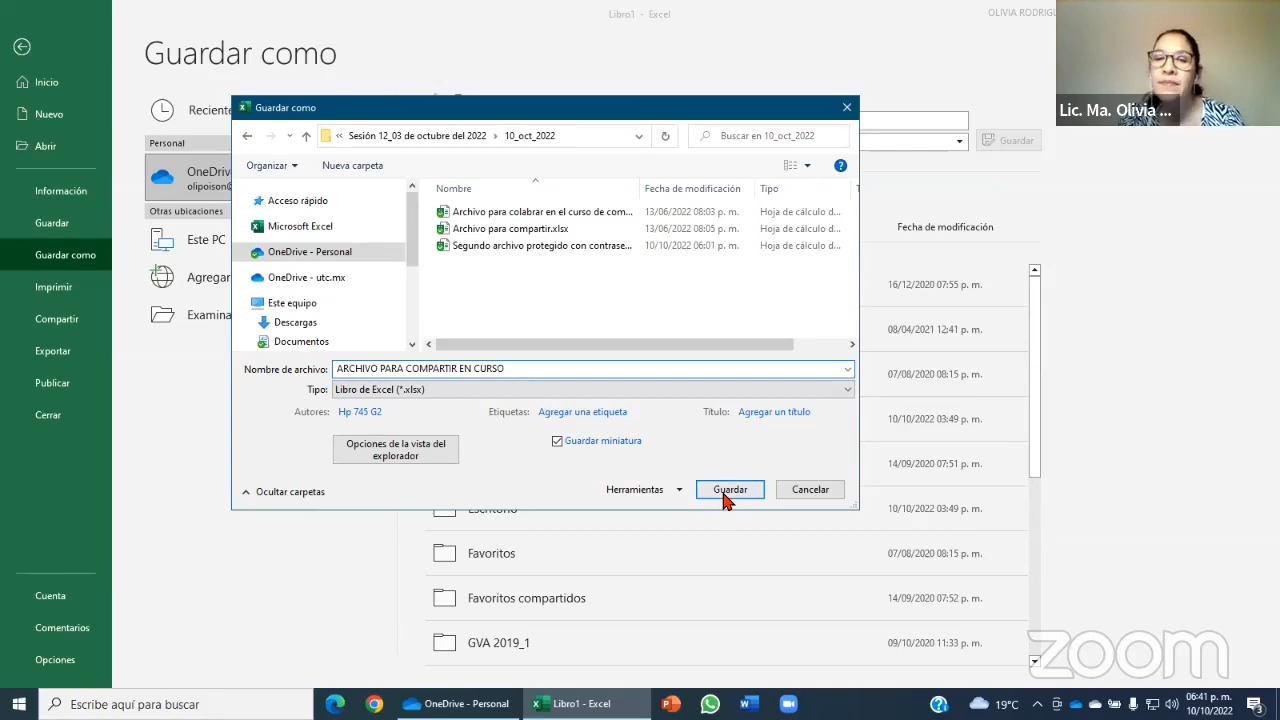 Libro1 - Excel
OLIVIA RODRIGU
Guardar como
Inicio
Nuevo
Abrir
Información
Guardar
Guardar como
Imprimir
Compartir
Exportar
Publicar
Cerrar
Cuenta
Comentarios
Opciones
Reciente
Personal
OneDrive
olipoison@
Otras ubicaciones
Este PC
Agregar
Examina
Guardar
Guardar como
« Sesión 12_03 de octubre del 2022 › 10_oct_2022
Buscar en 10_oct_2022
Organizar
Nueva carpeta
Acceso rápido
Microsoft Excel
OneDrive - Personal
OneDrive - utc.mx
Este equipo
Descargas
Documentos
Nombre Fecha de modificación Tipo
Archivo para colabrar en el curso de com... 13/06/2022 08:03 p. m. Hoja de cálculo d...
Archivo para compartir.xlsx 13/06/2022 08:05 p. m. Hoja de cálculo d...
Segundo archivo protegido con contrase... 10/10/2022 06:01 p. m. Hoja de cálculo d...
Nombre de archivo: ARCHIVO PARA COMPARTIR EN CURSO
Tipo: Libro de Excel (*.xlsx)
Autores: Hp 745 G2 Etiquetas: Agregar una etiqueta Título: Agregar un título
Opciones de la vista del
explorador
Guardar miniatura
Ocultar carpetas
Herramientas
Guardar
Cancelar
Fecha de modificación
16/12/2020 07:55 p. m.
08/04/2021 12:41 p. m.
07/08/2020 08:15 p. m.
10/10/2022 03:49 p. m.
14/09/2020 07:51 p. m.
Escritorio 10/10/2022 03:49 p. m.
Favoritos 07/08/2020 08:15 p. m.
Favoritos compartidos 14/09/2020 07:52 p. m.
GVA 2019_1 09/10/2020 11:33 p. m.
Lic. Ma. Olivia ...
zoom
Escribe aquí para buscar
OneDrive - Personal
Libro1 - Excel
19°C
06:41 p. m.
10/10/2022
3